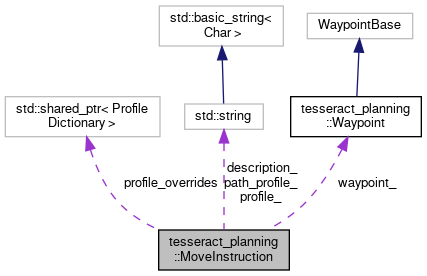 std::basic_string<
Char >
WaypointBase
std::shared_ptr< Profile
Dictionary >
std::string
tesseract_planning
::Waypoint
profile_overrides
description_
path_profile_
profile_
waypoint_
tesseract_planning
::MoveInstruction